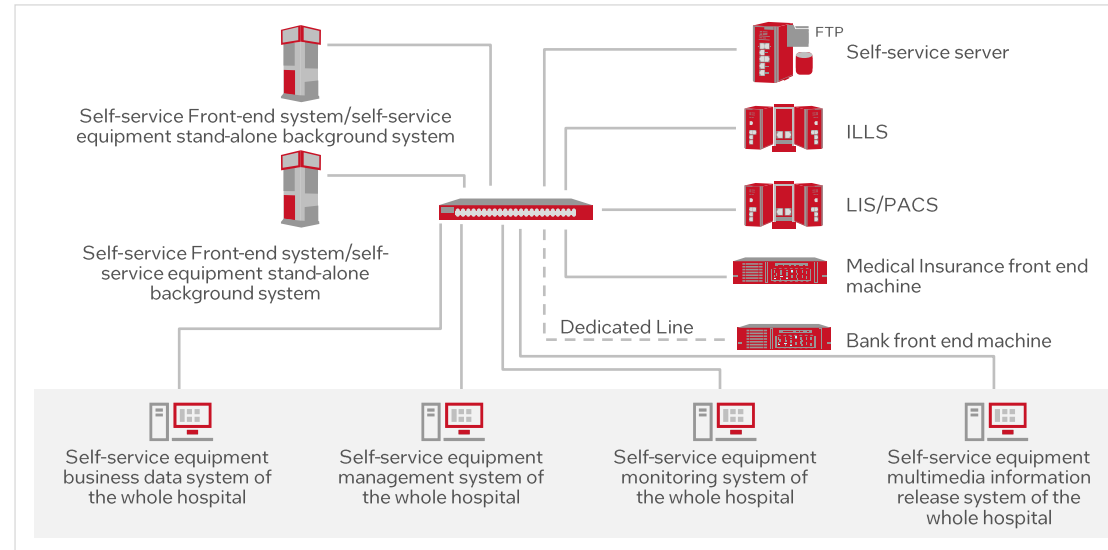 FTP
Self-service server
Self-service Front-end system/self-service
equipment stand-alone background system
ILLS
LIS/PACS
Self-service Front-end system/self-
service equipment stand-alone
background system
Medical Insurance front end
machine
Dedicated Line
Bank front end machine
Self-service equipment
business data system of
the whole hospital
Self-service equipment
management system of
the whole hospital
Self-service equipment
monitoring system of
the whole hospital
Self-service equipment
multimedia information
release system of the
whole hospital